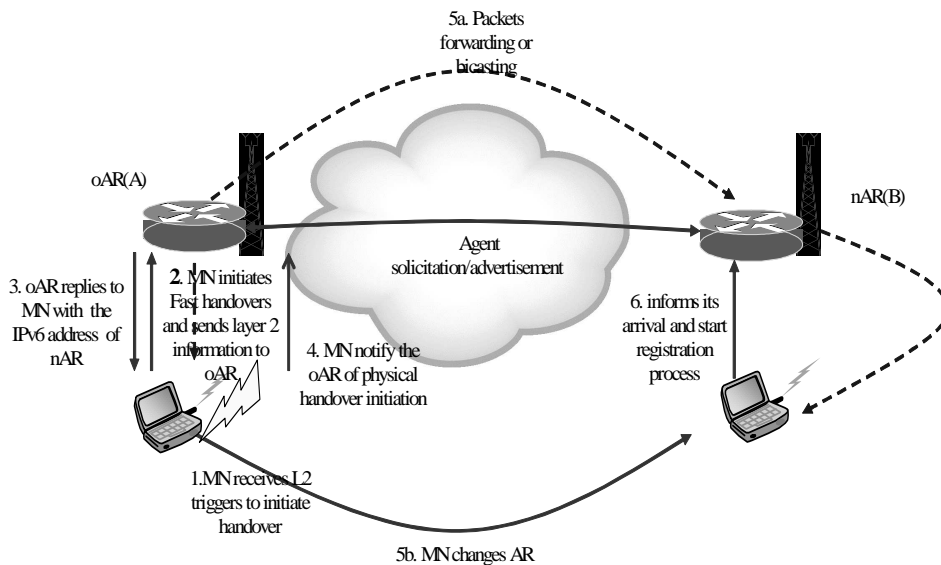 5a. Packets
forwarding or
bicasting
oAR(A)
nAR(B)
Agent
solicitation/advertisement
3. oAR replies to
MN with the
IPv6 address of
nAR
2. MN initiates
Fast handovers
and sends layer 2
information to
oAR
4. MN notify the
oAR of physical
handover initiation
6. informs its
arrival and start
registration
process
1.MN receives L2
triggers to initiate
handover
5b. MN changes AR